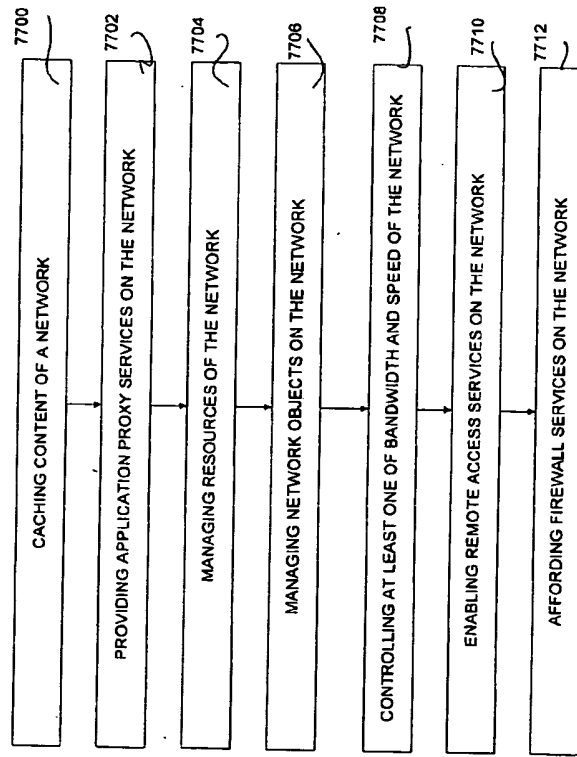 7700
CACHING CONTENT OF A NETWORK
7702
PROVIDING APPLICATION PROXY SERVICES ON THE NETWORK
7704
MANAGING RESOURCES OF THE NETWORK
7706
MANAGING NETWORK OBJECTS ON THE NETWORK
7708
CONTROLLING AT LEAST ONE OF BANDWIDTH AND SPEED OF THE NETWORK
7710
ENABLING REMOTE ACCESS SERVICES ON THE NETWORK
7712
AFFORDING FIREWALL SERVICES ON THE NETWORK